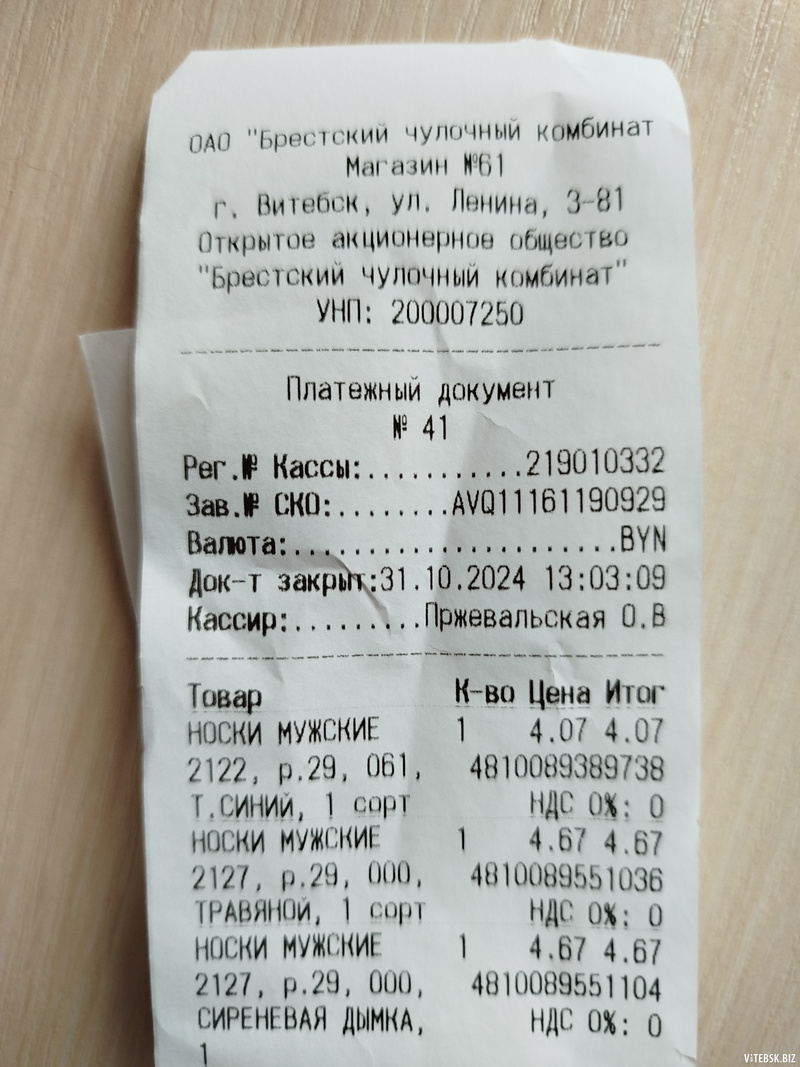 ОАО "Брестский чулочный комбинат
Магазин №61
г. Витебск, ул. Ленина, 3-81
Открытое акционерное общество
"Брестский чулочный комбинат"
УНП: 200007250
Платежный документ
№ 41
Рег.№ Кассы:...........219010332
Зав.№ СКО:........AVQ11161190929
Валюта:......................BYN
Док-т закрыт:31.10.2024 13:03:09
Кассир:.........Пржевальская О.В
Товар К-во Цена Итог
НОСКИ МУЖСКИЕ 1 4.07 4.07
2122, р.29, 061, 4810089389738
Т.СИНИЙ, 1 сорт НДС 0%: 0
НОСКИ МУЖСКИЕ 1 4.67 4.67
2127, р.29, 000, 4810089551036
ТРАВЯНОЙ, 1 сорт НДС 0%: 0
НОСКИ МУЖСКИЕ 1 4.67 4.67
2127, р.29, 000, 4810089551104
СИРЕНЕВАЯ ДЫМКА, НДС 0%: 0
1
ViTEBSK.BIZ